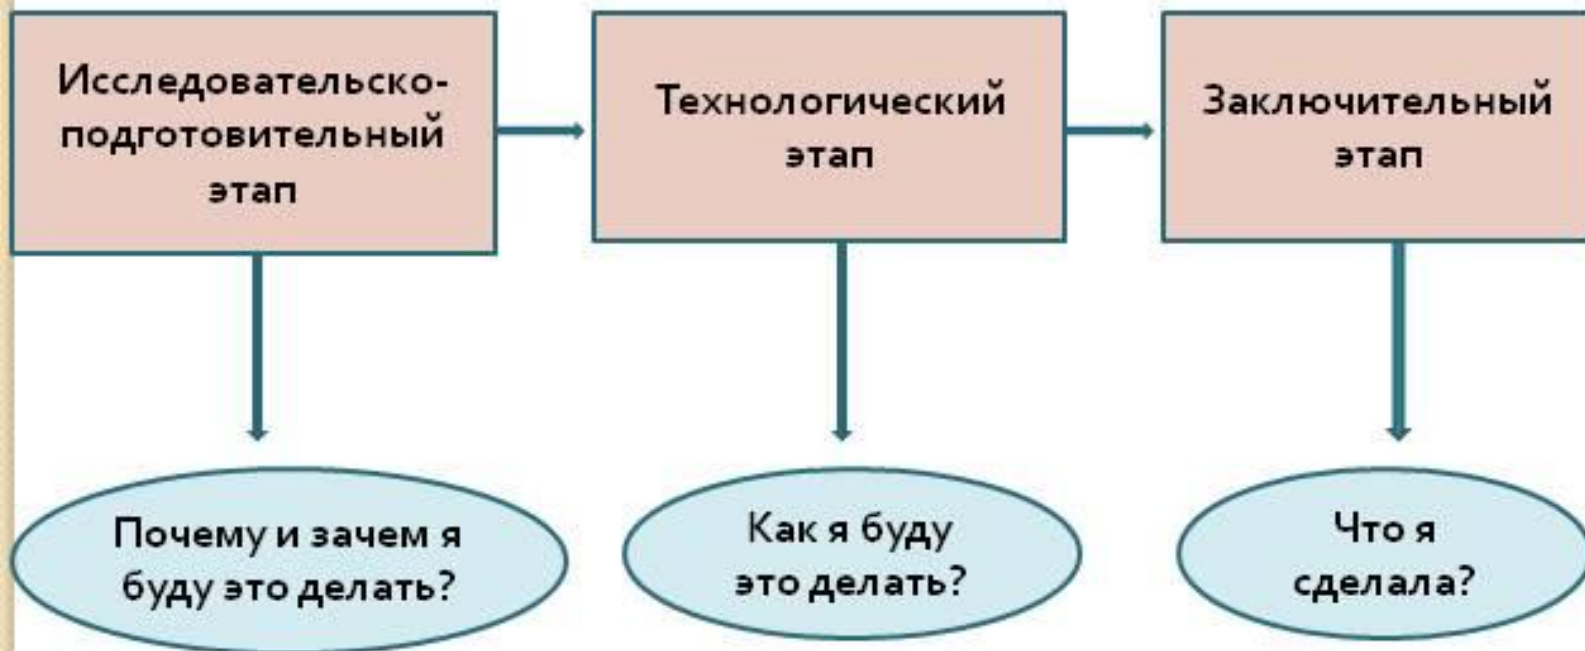 Исследовательско-
подготовительный
этап
Технологический
этап
Заключительный
этап
Почему и зачем я
буду это делать?
Как я буду
это делать?
Что я
сделала?